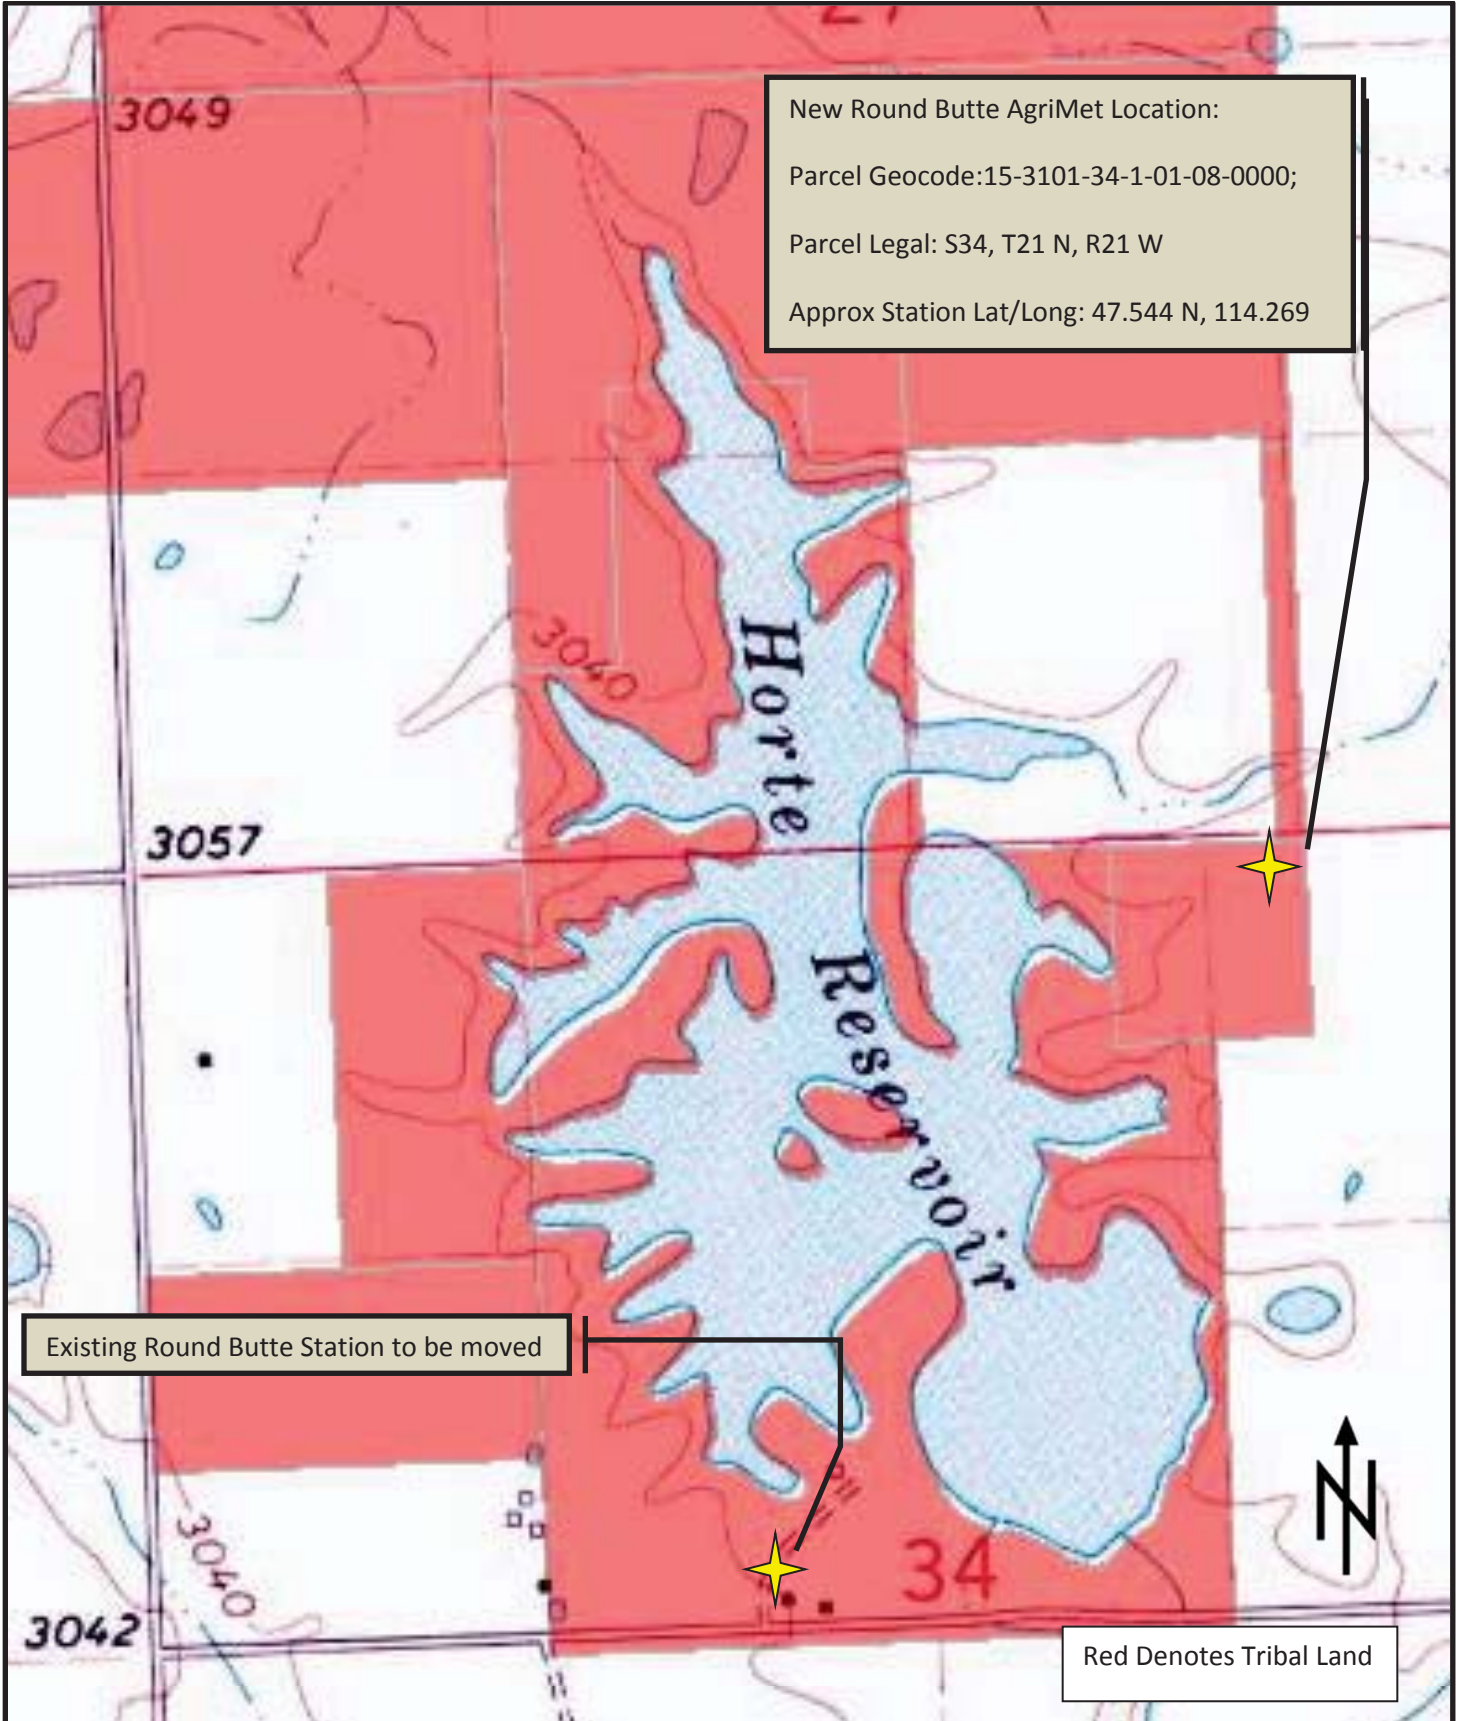 27
3049
New Round Butte AgriMet Location:
Parcel Geocode:15-3101-34-1-01-08-0000;
Parcel Legal: S34, T21 N, R21 W
Approx Station Lat/Long: 47.544 N, 114.269
3040
Horte
3057
Reservoir
Existing Round Butte Station to be moved
N
3040
34
3042
Red Denotes Tribal Land